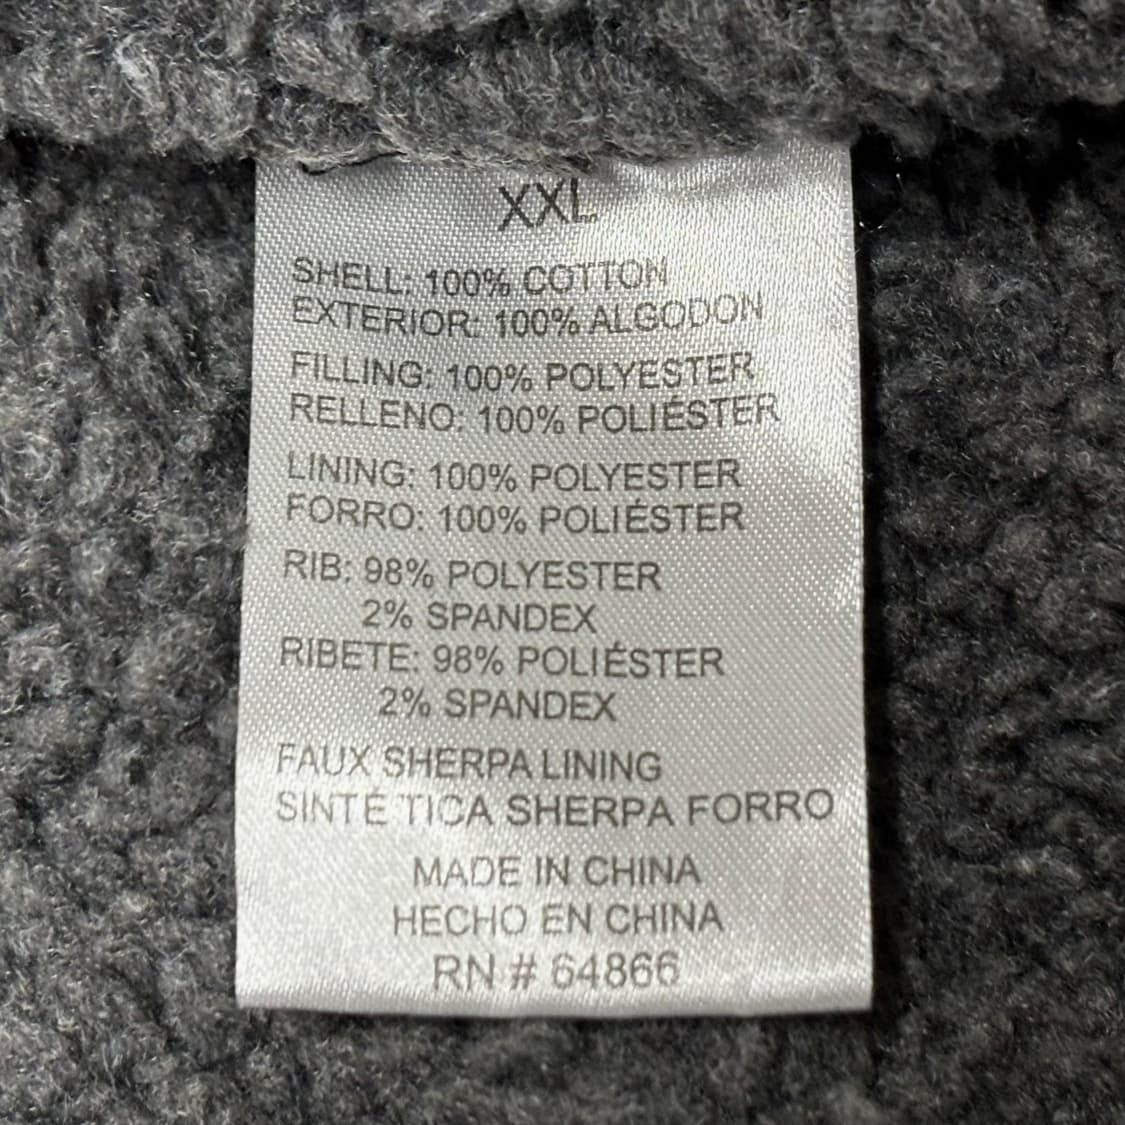 XXL
SHELL: 100% COTTON
EXTERIOR: 100% ALGODON
FILLING: 100% POLYESTER
RELLENO: 100% POLIÉSTER
LINING: 100% POLYESTER
FORRO: 100% POLIÉSTER
RIB: 98% POLYESTER
2% SPANDEX
RIBETE: 98% POLIÉSTER
2% SPANDEX
FAUX SHERPA LINING
SINTÉTICA SHERPA FORRO
MADE IN CHINA
HECHO EN CHINA
RN # 64866